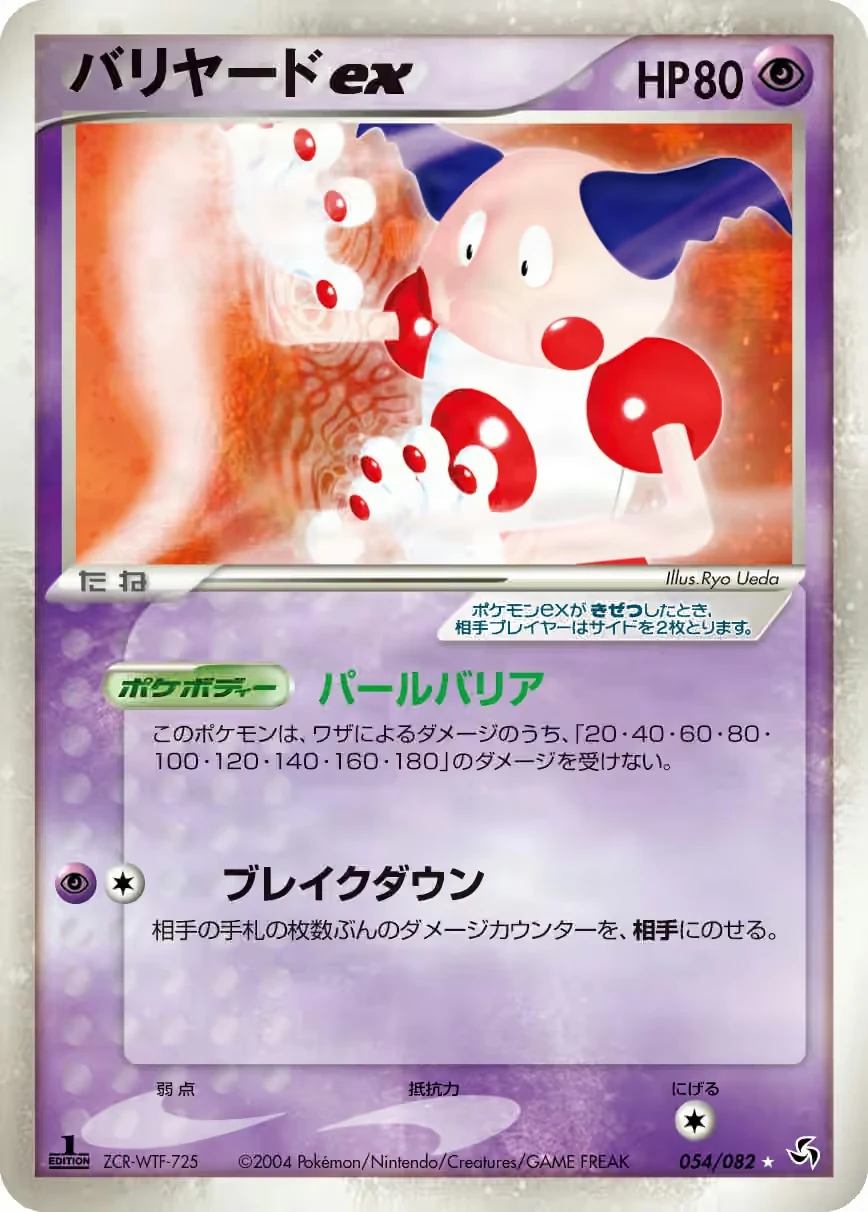 バリヤードex HP80
たね
Illus.Ryo Ueda
ポケモンexが きぜつしたとき、
相手プレイヤーはサイドを2枚とります。
ポケボディー パールバリア
このポケモンは、ワザによるダメージのうち、「20・40・60・80・
100・120・140・160・180」のダメージを受けない。
ブレイクダウン
相手の手札の枚数ぶんのダメージカウンターを、相手にのせる。
弱点 抵抗力 にげる
1 EDITION ZCR-WTF-725 ©2004 Pokémon/Nintendo/Creatures/GAME FREAK 054/082 ★